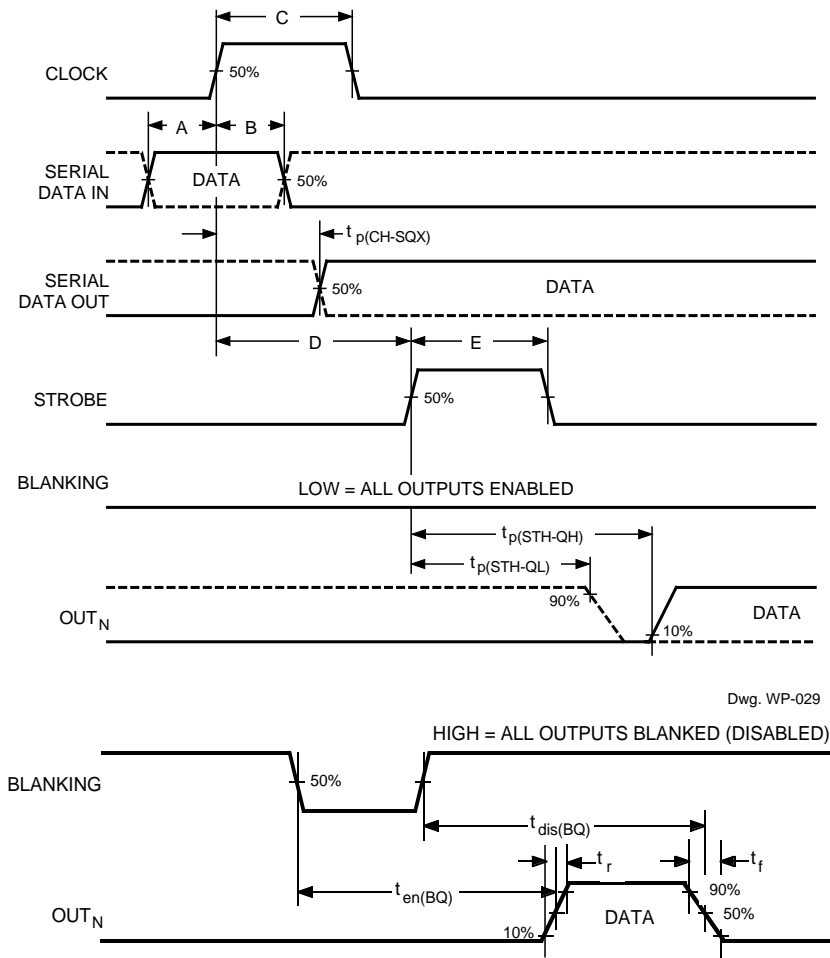 C
CLOCK
50%
A
B
SERIAL
DATA IN
DATA
50%
t p(CH-SQX)
SERIAL
DATA OUT
50%
DATA
D
E
STROBE
50%
BLANKING
LOW = ALL OUTPUTS ENABLED
t p(STH-QH)
t p(STH-QL)
90%
OUT N
10%
DATA
Dwg. WP-029
HIGH = ALL OUTPUTS BLANKED (DISABLED)
BLANKING
50%
t dis(BQ)
t r
t f
t en(BQ)
OUT N
10%
DATA
90%
50%